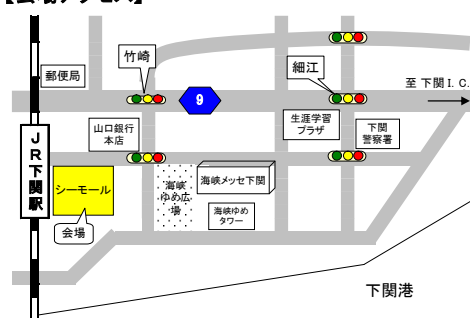 【会場アクセス】
竹崎
郵便局
細江
至 下関I．C．
9
生涯学習
プラザ
下関
警察署
山口銀行
本店
JR下関駅
シーモール
会場
海峡
ゆめ広
場
海峡メッセ下関
海峡ゆめ
タワー
下関港